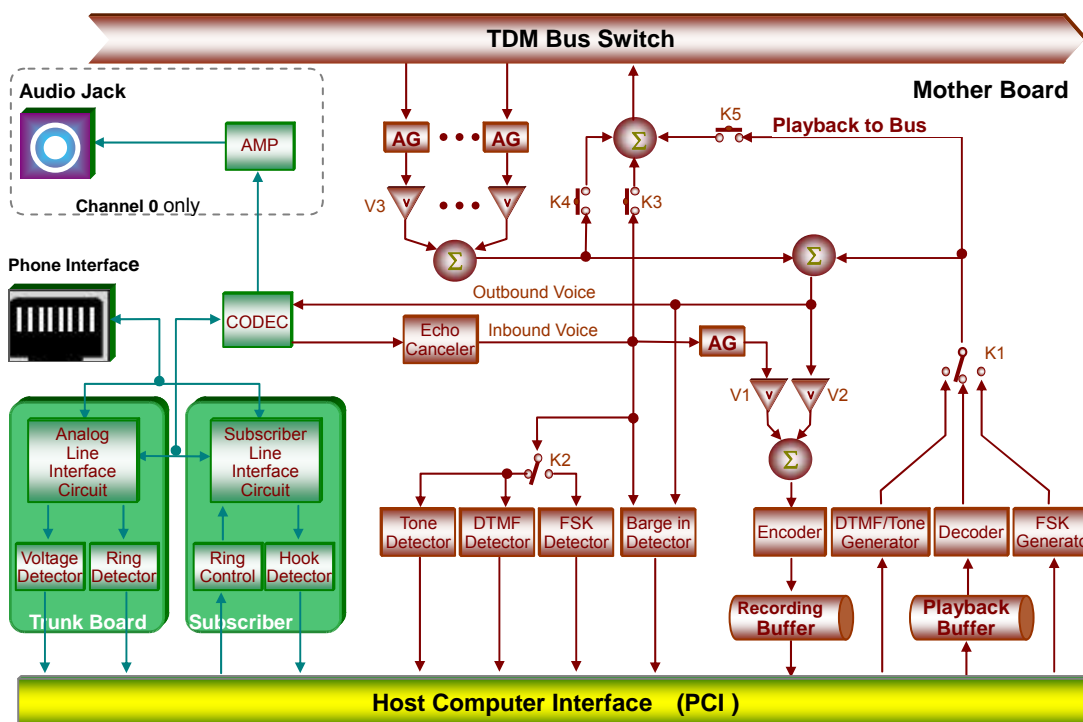 TDM Bus Switch
Audio Jack
Mother Board
K5
Playback to Bus
AMP
AG
AG
Σ
V3
v
v
K4
K3
Channel 0 only
Σ
Σ
Phone Interface
Outbound Voice
CODEC
Echo
Canceler
Inbound Voice
AG
K1
V1
v
v
V2
Analog
Line
Interface
Circuit
Subscriber
Line
Interface
Circuit
K2
Σ
Tone
Detector
DTMF
Detector
FSK
Detector
Barge in
Detector
Encoder
DTMF/Tone
Generator
Decoder
FSK
Generator
Voltage
Detector
Ring
Detector
Ring
Control
Hook
Detector
Recording
Buffer
Playback
Buffer
Trunk Board
Subscriber
Host Computer Interface (PCI )